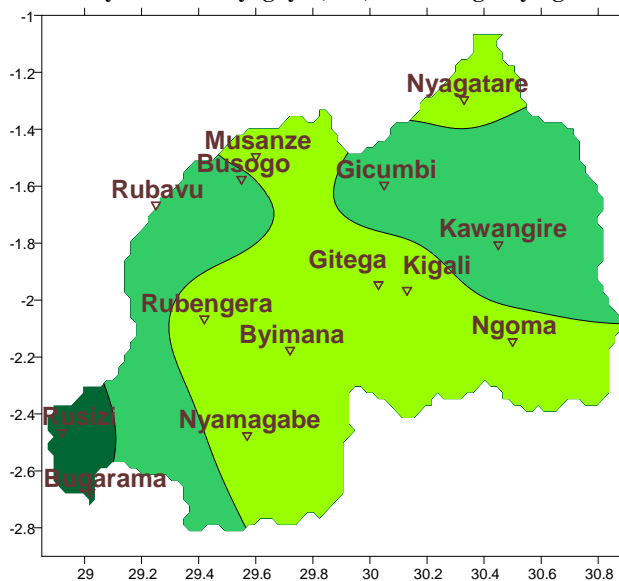 -1
-1.2
-1.4
-1.6
-1.8
-2
-2.2
-2.4
-2.6
-2.8
Nyagatare
Musanze
Busogo
Gicumbi
Rubavu
Kawangire
Gitega
Kigali
Rubengera
Byimana
Ngoma
Rusizi
Nyamagabe
Bugarama
29 29.2 29.4 29.6 29.8 30 30.2 30.4 30.6 30.8